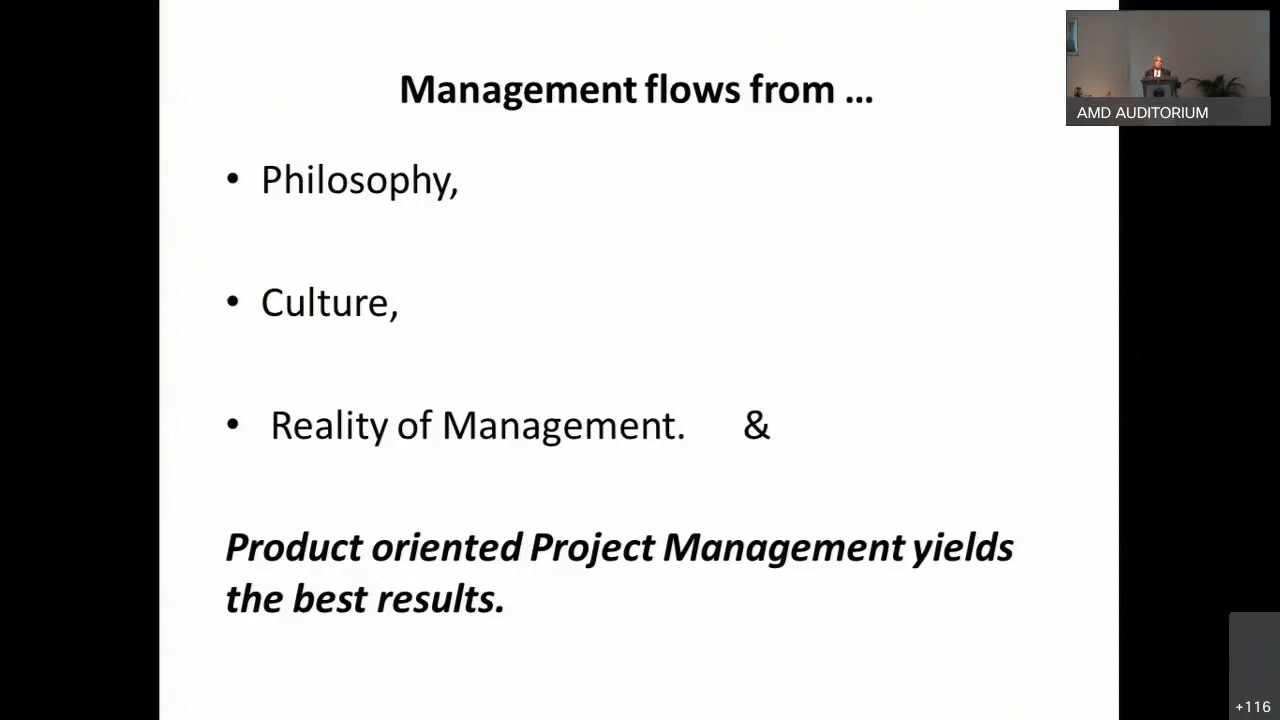 Management flows from ...
• Philosophy,
• Culture,
• Reality of Management. &
Product oriented Project Management yields
the best results.
AMD AUDITORIUM
+116